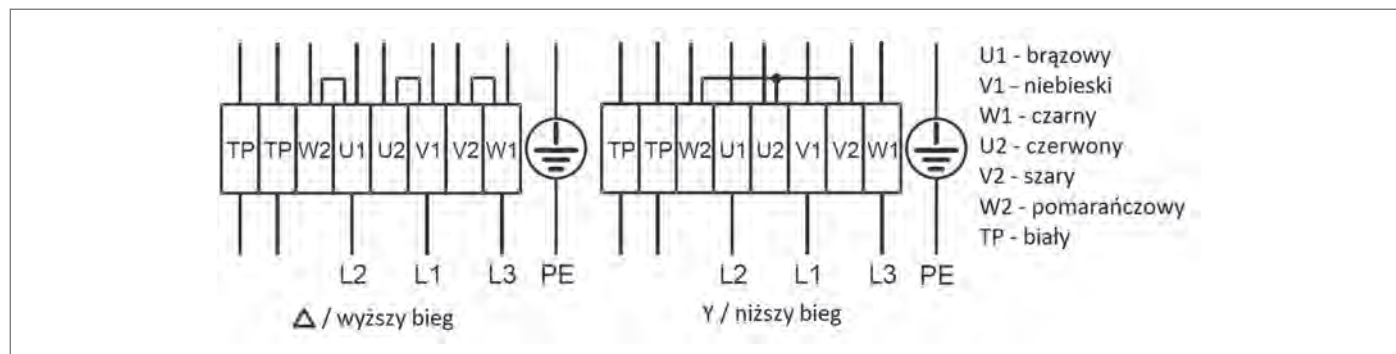 TP TP W2 U1 U2 V1 V2 W1
L2 L1 L3 PE
Δ / wyższy bieg
TP TP W2 U1 U2 V1 V2 W1
L2 L1 L3 PE
Y / niższy bieg
U1 - brązowy
V1 - niebieski
W1 - czarny
U2 - czerwony
V2 - szary
W2 - pomarańczowy
TP - biały